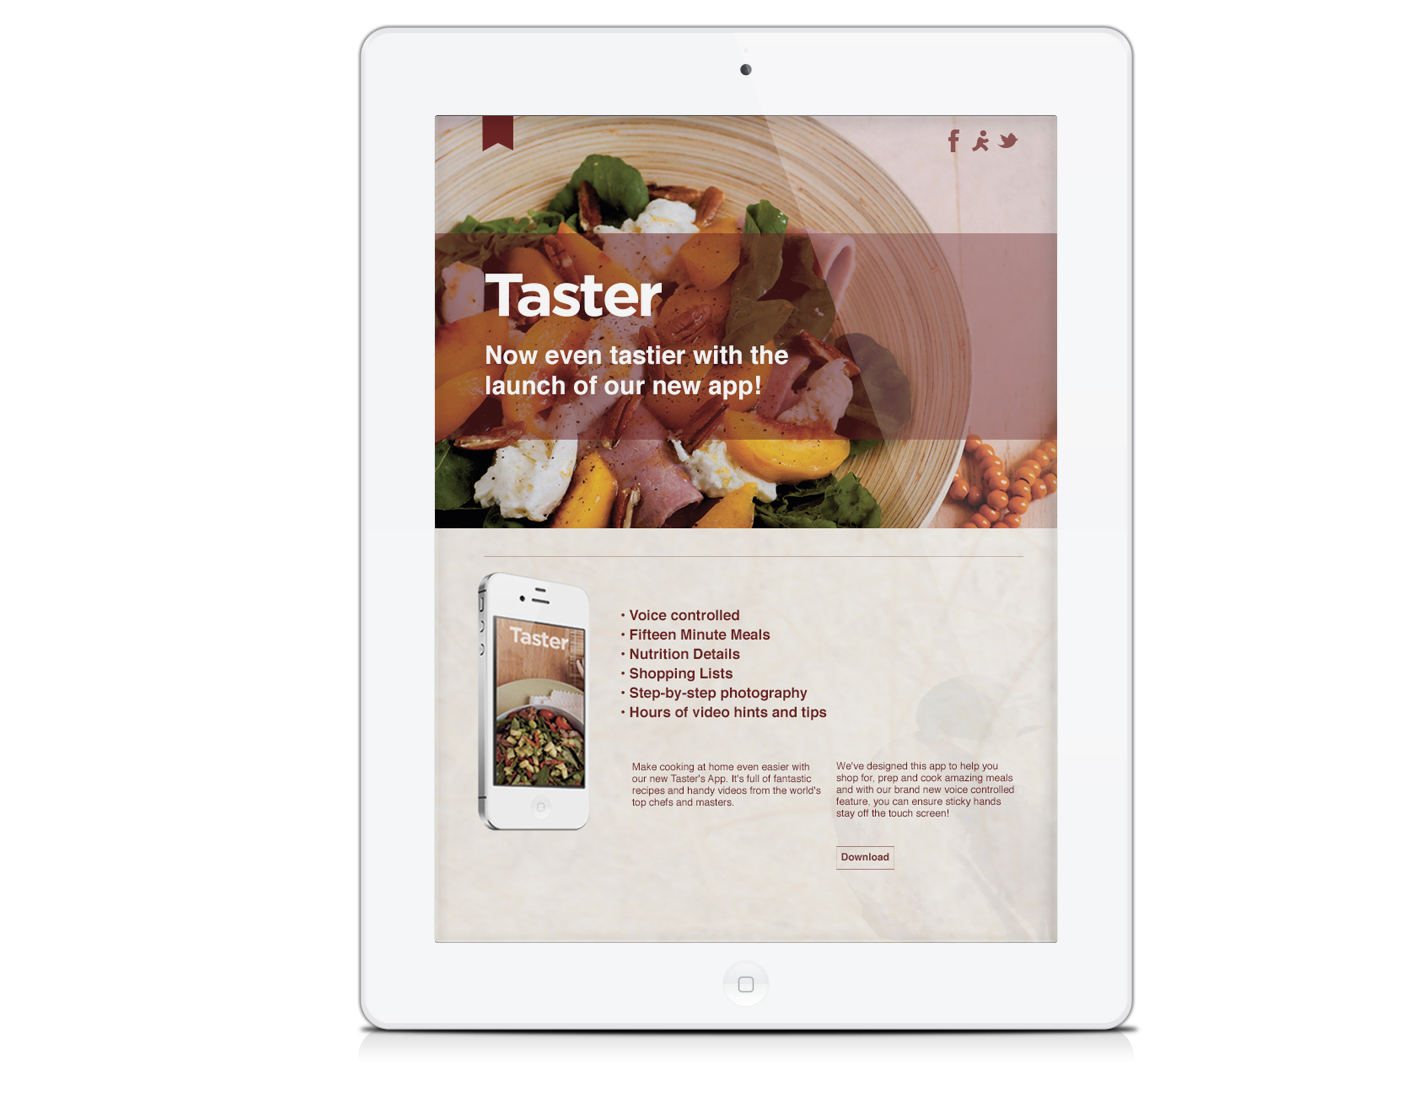 Taster
Now even tastier with the
launch of our new app!
Taster
• Voice controlled
• Fifteen Minute Meals
• Nutrition Details
• Shopping Lists
• Step-by-step photography
• Hours of video hints and tips
Make cooking at home even easier with
our new Taster's App. It's full of fantastic
recipes and handy videos from the world's
top chefs and masters.
We've designed this app to help you
shop for, prep and cook amazing meals
and with our brand new voice controlled
feature, you can ensure sticky hands
stay off the touch screen!
Download